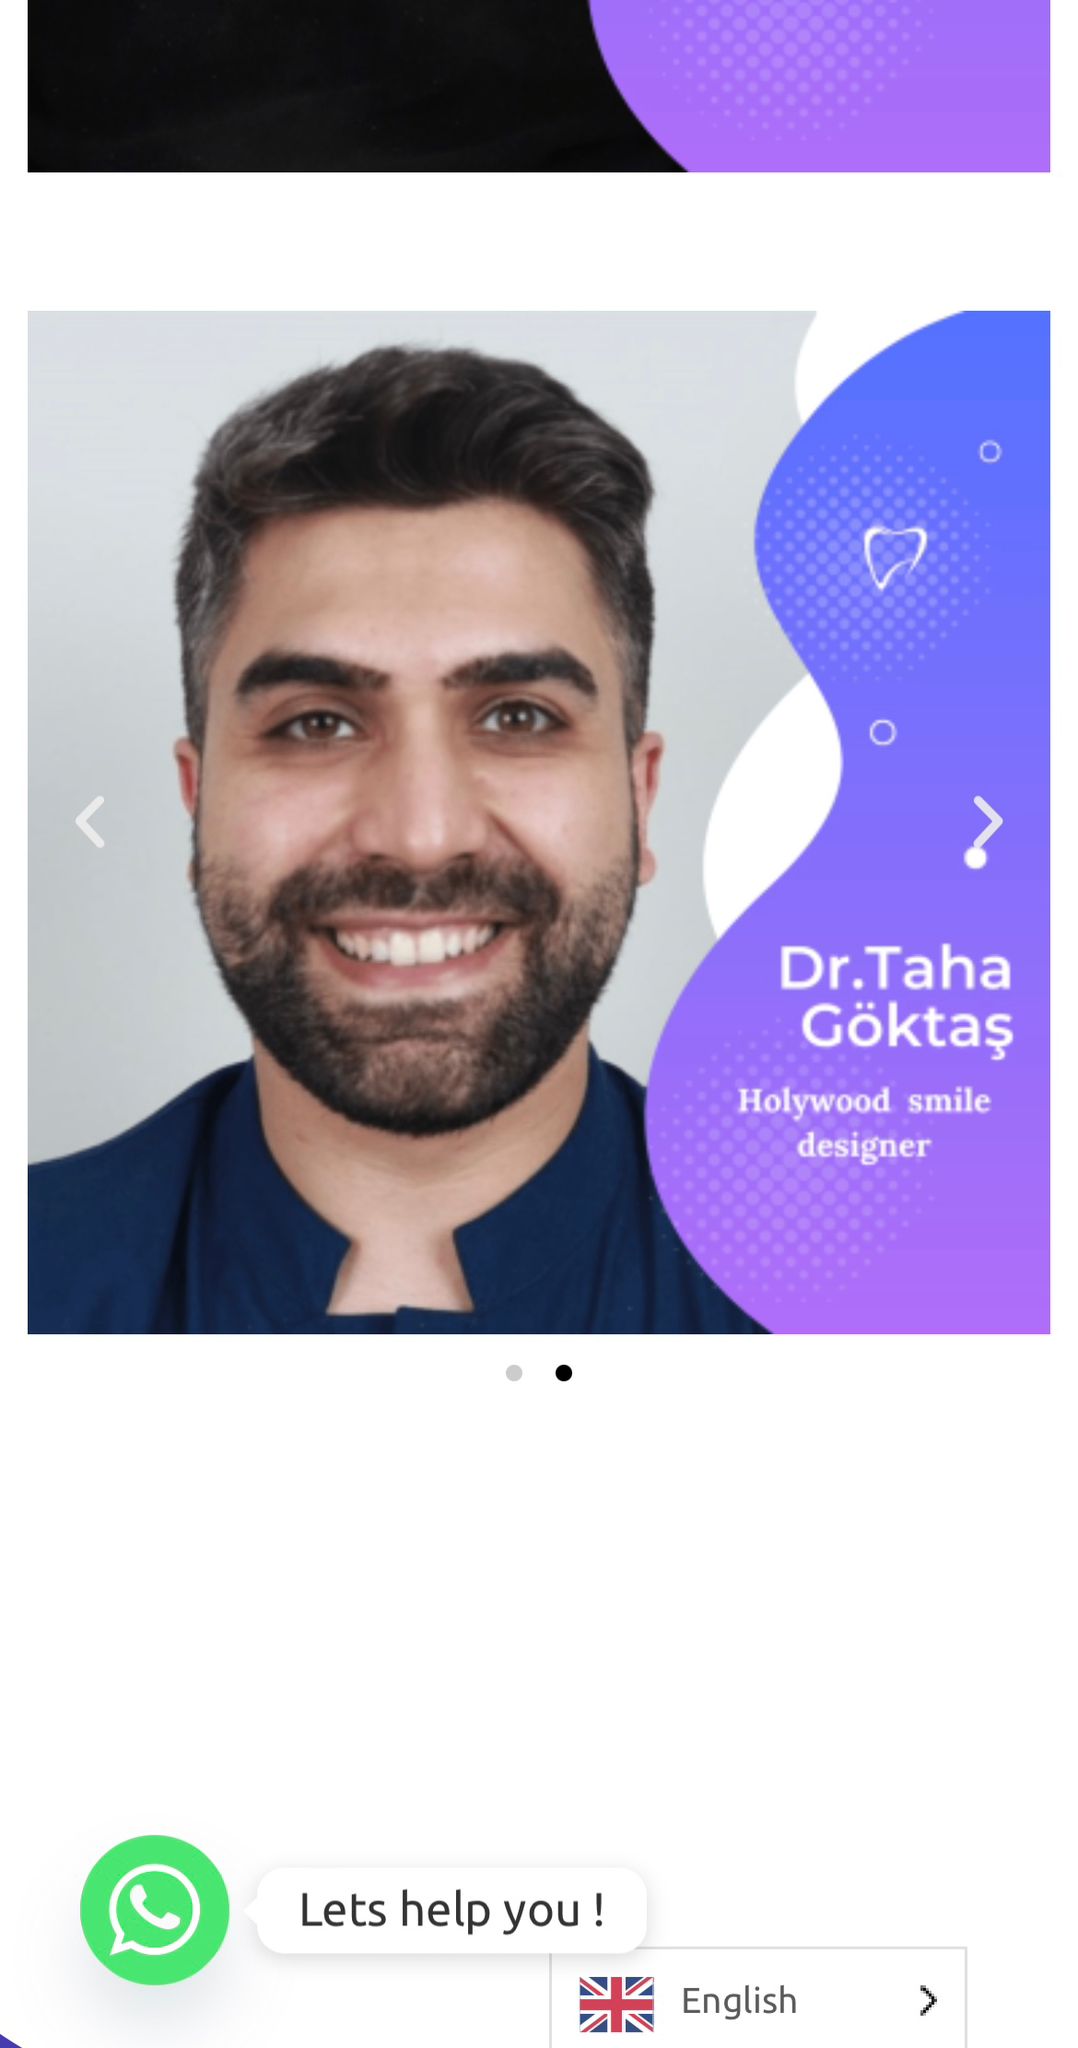 Dr.Taha
Göktaş
Holywood smile
designer
Lets help you !
English